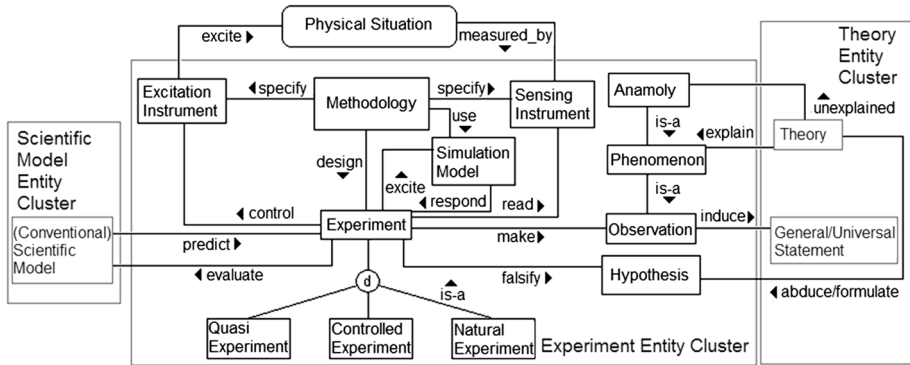 Physical Situation
excite
measured_by
Theory
Entity
Cluster
Excitation
Instrument
specify
Methodology
specify
Sensing
Instrument
Anamoly
unexplained
use
is-a
Scientific
Model
Entity
Cluster
design
Simulation
Model
explain
Theory
Phenomenon
excite
respond
is-a
control
Experiment
read
induce
(Conventional)
Scientific
Model
predict
make
Observation
General/Universal
Statement
evaluate
falsify
Hypothesis
d
is-a
abduce/formulate
Quasi
Experiment
Controlled
Experiment
Natural
Experiment
Experiment Entity Cluster